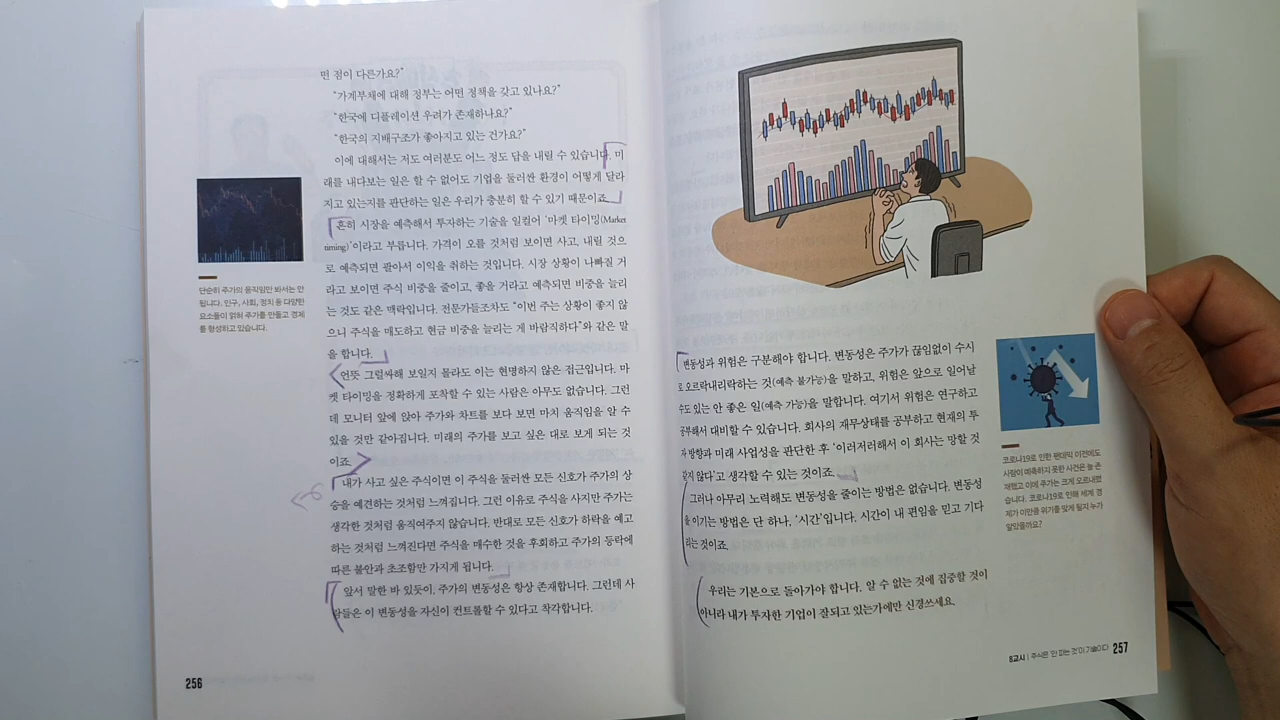 면 점이 다른가요?"
"가계부채에 대해 정부는 어떤 정책을 갖고 있나요?"
"한국에 디플레이션 우려가 존재하나요?"
"한국의 지배구조가 좋아지고 있는 건가요?"
이에 대해서는 저도 여러분도 어느 정도 답을 내릴 수 있습니다. 미
래를 내다보는 일은 할 수 없어도 기업을 둘러싼 환경이 어떻게 달라
지고 있는지를 판단하는 일은 우리가 충분히 할 수 있기 때문이죠.
흔히 시장을 예측해서 투자하는 기술을 일컬어 '마켓 타이밍(Market
timing)'이라고 부릅니다. 가격이 오를 것처럼 보이면 사고, 내릴 것으
로 예측되면 팔아서 이익을 취하는 것입니다. 시장 상황이 나빠질 거
라고 보이면 주식 비중을 줄이고, 좋을 거라고 예측되면 비중을 늘리
는 것도 같은 맥락입니다. 전문가들조차도 "이번 주는 상황이 좋지 않
으니 주식을 매도하고 현금 비중을 늘리는 게 바람직하다"와 같은 말
을 합니다.
언뜻 그럴싸해 보일지 몰라도 이는 현명하지 않은 접근입니다. 마
켓 타이밍을 정확하게 포착할 수 있는 사람은 아무도 없습니다. 그런
데 모니터 앞에 앉아 주가와 차트를 보다 보면 마치 움직임을 알 수
있을 것만 같아집니다. 미래의 주가를 보고 싶은 대로 보게 되는 것
이죠.
내가 사고 싶은 주식이면 이 주식을 둘러싼 모든 신호가 주가의 상
승을 예견하는 것처럼 느껴집니다. 그런 이유로 주식을 사지만 주가는
생각한 것처럼 움직여주지 않습니다. 반대로 모든 신호가 하락을 예고
하는 것처럼 느껴진다면 주식을 매수한 것을 후회하고 주가의 등락에
따른 불안과 초조함만 가지게 됩니다.
앞서 말한 바 있듯이, 주가의 변동성은 항상 존재합니다. 그런데 사
람들은 이 변동성을 자신이 컨트롤할 수 있다고 착각합니다.
단순히 주가의 움직임만 봐서는 안
됩니다. 인구, 사회, 정치 등 다양한
요소들이 얽혀 주가를 만들고 경제
를 형성하고 있습니다.
256
변동성과 위험은 구분해야 합니다. 변동성은 주가가 끊임없이 수시
로 오르락내리락하는 것(예측 불가능)을 말하고, 위험은 앞으로 일어날
수도 있는 안 좋은 일(예측 가능)을 말합니다. 여기서 위험은 연구하고
공부해서 대비할 수 있습니다. 회사의 재무상태를 공부하고 현재의 투
자 방향과 미래 사업성을 판단한 후 '이러저러해서 이 회사는 망할 것
같지 않다'고 생각할 수 있는 것이죠.
그러나 아무리 노력해도 변동성을 줄이는 방법은 없습니다. 변동성
을 이기는 방법은 단 하나, '시간'입니다. 시간이 내 편임을 믿고 기다
리는 것이죠.
우리는 기본으로 돌아가야 합니다. 알 수 없는 것에 집중할 것이
아니라 내가 투자한 기업이 잘되고 있는가에만 신경쓰세요.
코로나19로 인한 팬데믹 이전에도
사람이 예측하지 못한 사건은 늘 존
재했고 이에 주가는 크게 오르내렸
습니다. 코로나19로 인해 세계 경
제가 이만큼 위기를 맞게 될지 누가
알았을까요?
8교시 | 주식은 '안 파는 것'이 기술이다 257